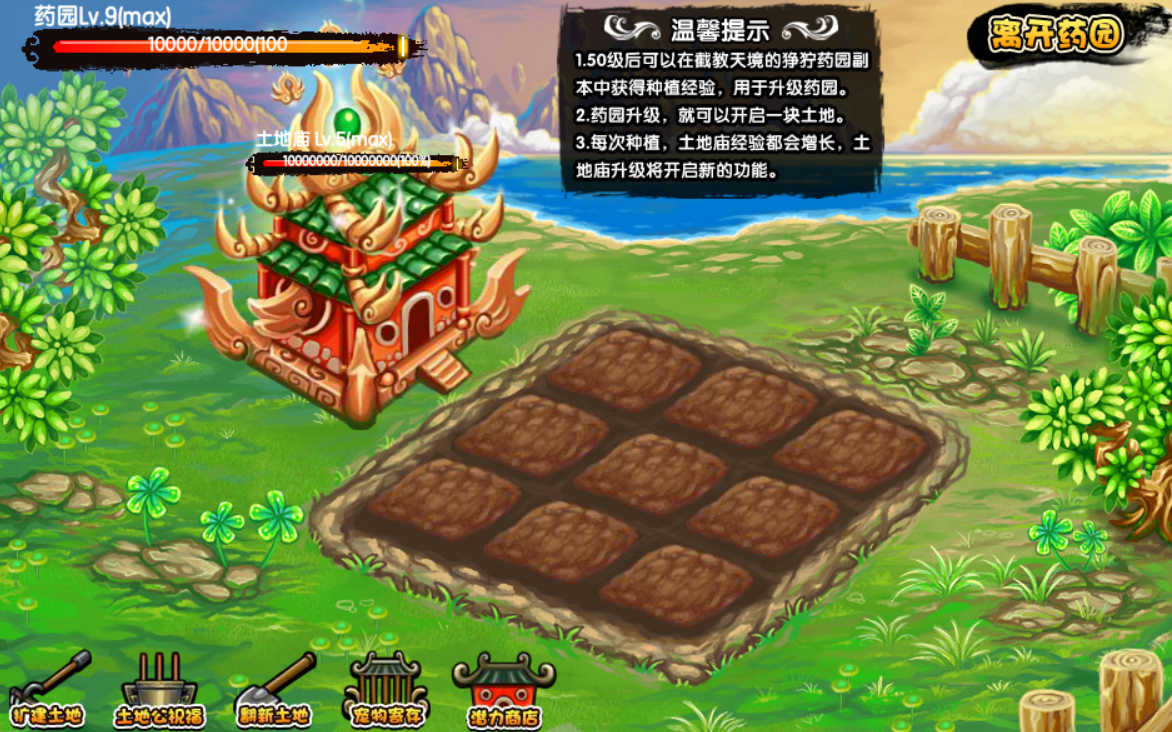 药园Lv.9(max)
10000/10000(100
温馨提示
离开药园
1.50级后可以在截教天境的狰狞药园副
本中获得种植经验，用于升级药园。
2.药园升级，就可以开启一块土地。
3.每次种植，土地庙经验都会增长，土
地庙升级将开启新的功能。
土地庙 Lv.5(max)
10000000/10000000(100%)
扩建土地
土地公祝福
翻新土地
宠物寄存
潜力商店